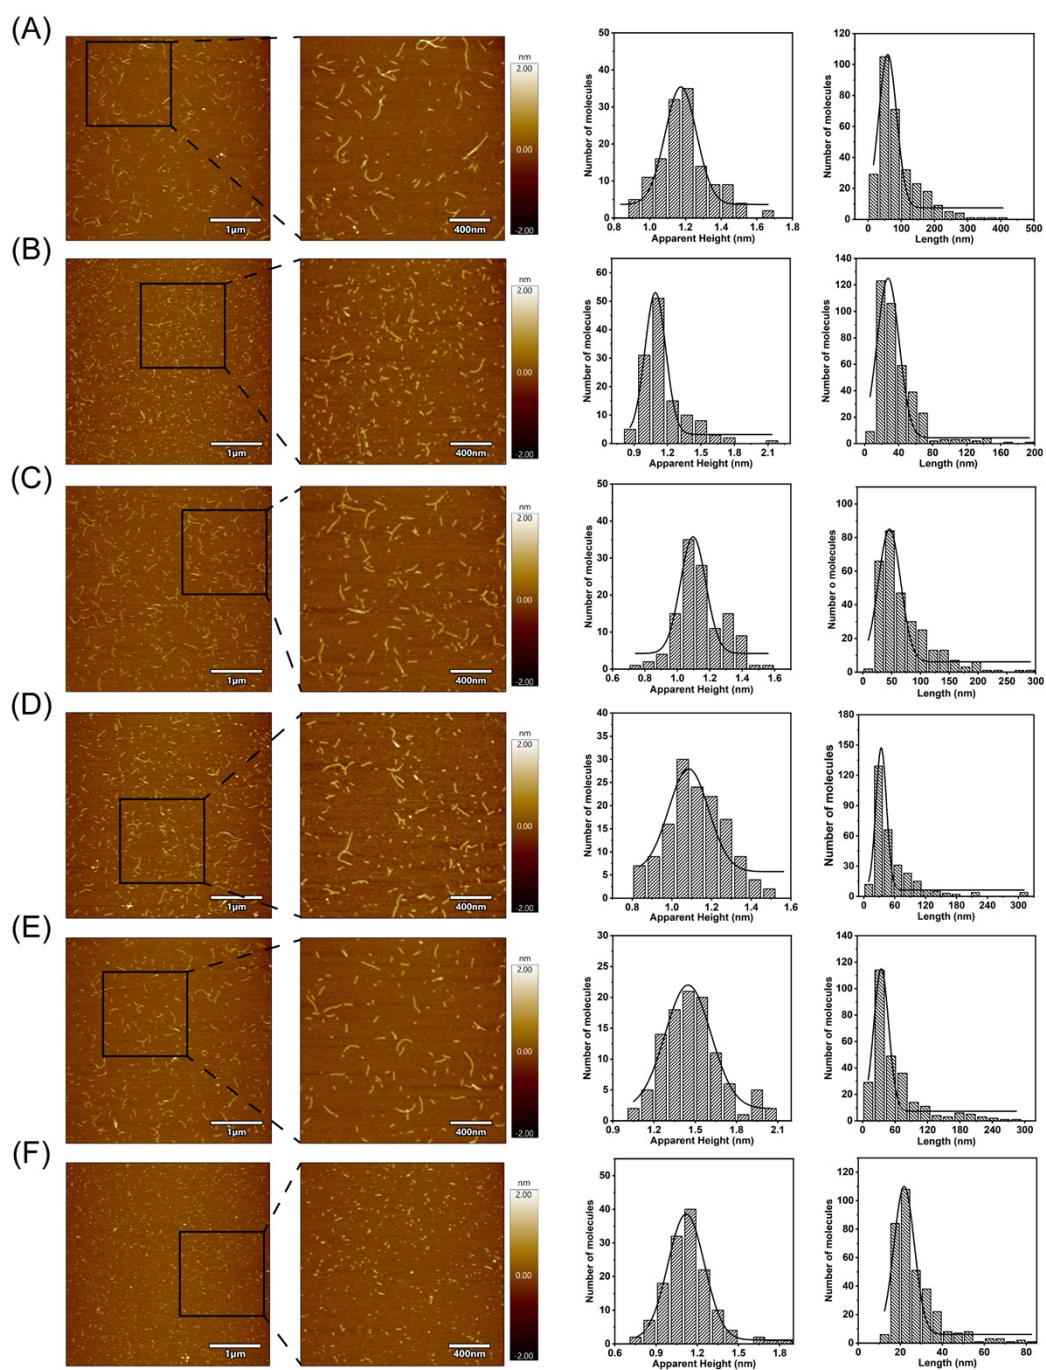 (A)
nm
2.00
0.00
-2.00
1µm
400nm
Number of molecules
50
40
30
20
10
0
0.8 1.0 1.2 1.4 1.6 1.8
Apparent Height (nm)
Number of molecules
120
100
80
60
40
20
0
0 100 200 300 400 500
Length (nm)
(B)
nm
2.00
0.00
-2.00
1µm
400nm
Number of molecules
60
50
40
30
20
10
0
0.9 1.2 1.5 1.8 2.1
Apparent Height (nm)
Number of molecules
140
120
100
80
60
40
20
0
0 40 80 120 160 200
Length (nm)
(C)
nm
2.00
0.00
-2.00
1µm
400nm
Number of molecules
50
40
30
20
10
0
0.6 0.8 1.0 1.2 1.4 1.6
Apparent Height (nm)
Number o molecules
100
80
60
40
20
0
0 50 100 150 200 250 300
Length (nm)
(D)
nm
2.00
0.00
-2.00
1µm
400nm
Number of molecules
40
35
30
25
20
15
10
5
0
0.8 1.0 1.2 1.4 1.6
Apparent Height (nm)
Number of molecules
180
150
120
90
60
30
0
0 60 120 180 240 300
Length (nm)
(E)
nm
2.00
0.00
-2.00
1µm
400nm
Number of molecules
30
25
20
15
10
5
0
0.9 1.2 1.5 1.8 2.1
Apparent Height (nm)
Number of molecules
140
120
100
80
60
40
20
0
0 60 120 180 240 300
Length (nm)
(F)
nm
2.00
0.00
-2.00
1µm
400nm
Number of molecules
50
40
30
20
10
0
0.6 0.9 1.2 1.5 1.8
Apparent Height (nm)
Number of molecules
120
100
80
60
40
20
0
0 20 40 60 80
Length (nm)